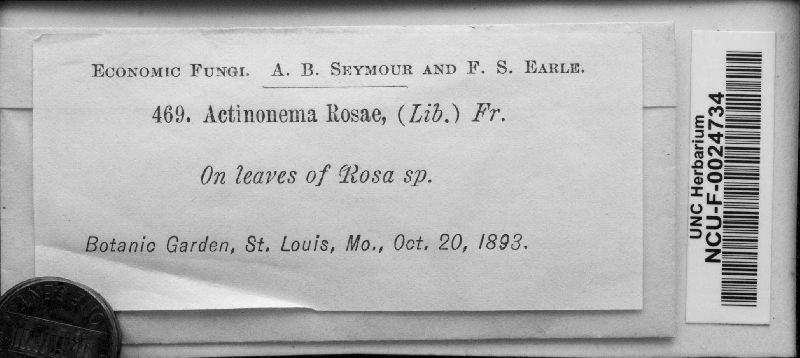 ECONOMIC FUNGI. A. B. SEYMOUR AND F. S. EARLE.
469. Actinonema Rosae, (Lib.) Fr.
On leaves of Rosa sp.
Botanic Garden, St. Louis, Mo., Oct. 20, 1893.
UNC Herbarium
NCU-F-0024734